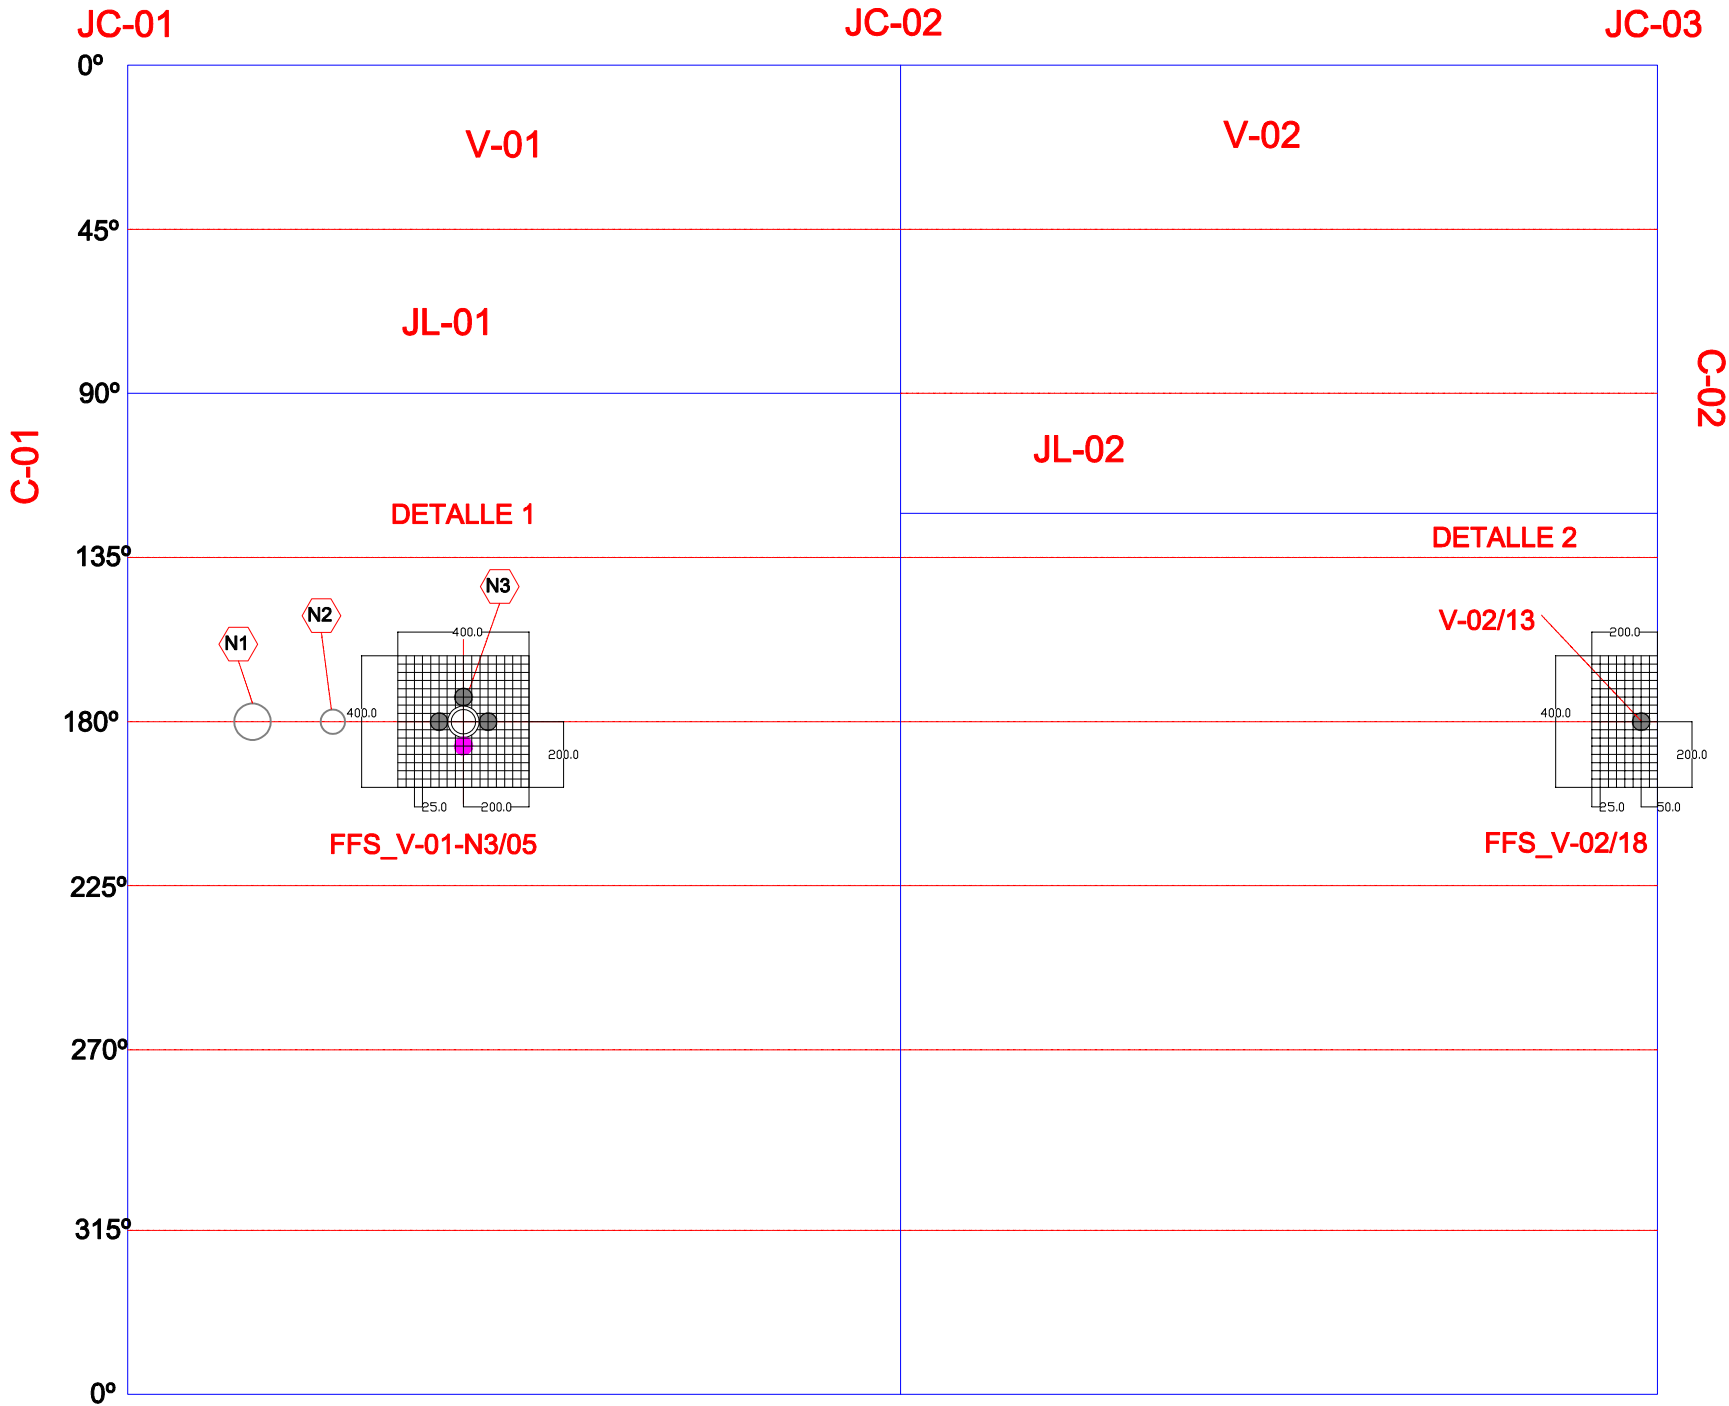 JC-01
JC-02
JC-03
0º
V-01
V-02
45º
JL-01
90º
C-02
C-01
JL-02
DETALLE 1
DETALLE 2
135º
N3
N2
N1
V-02/13
400.0
200.0
400.0
400.0
180º
200.0
200.0
25.0
200.0
25.0
50.0
FFS_V-01-N3/05
FFS_V-02/18
225º
270º
315º
0º